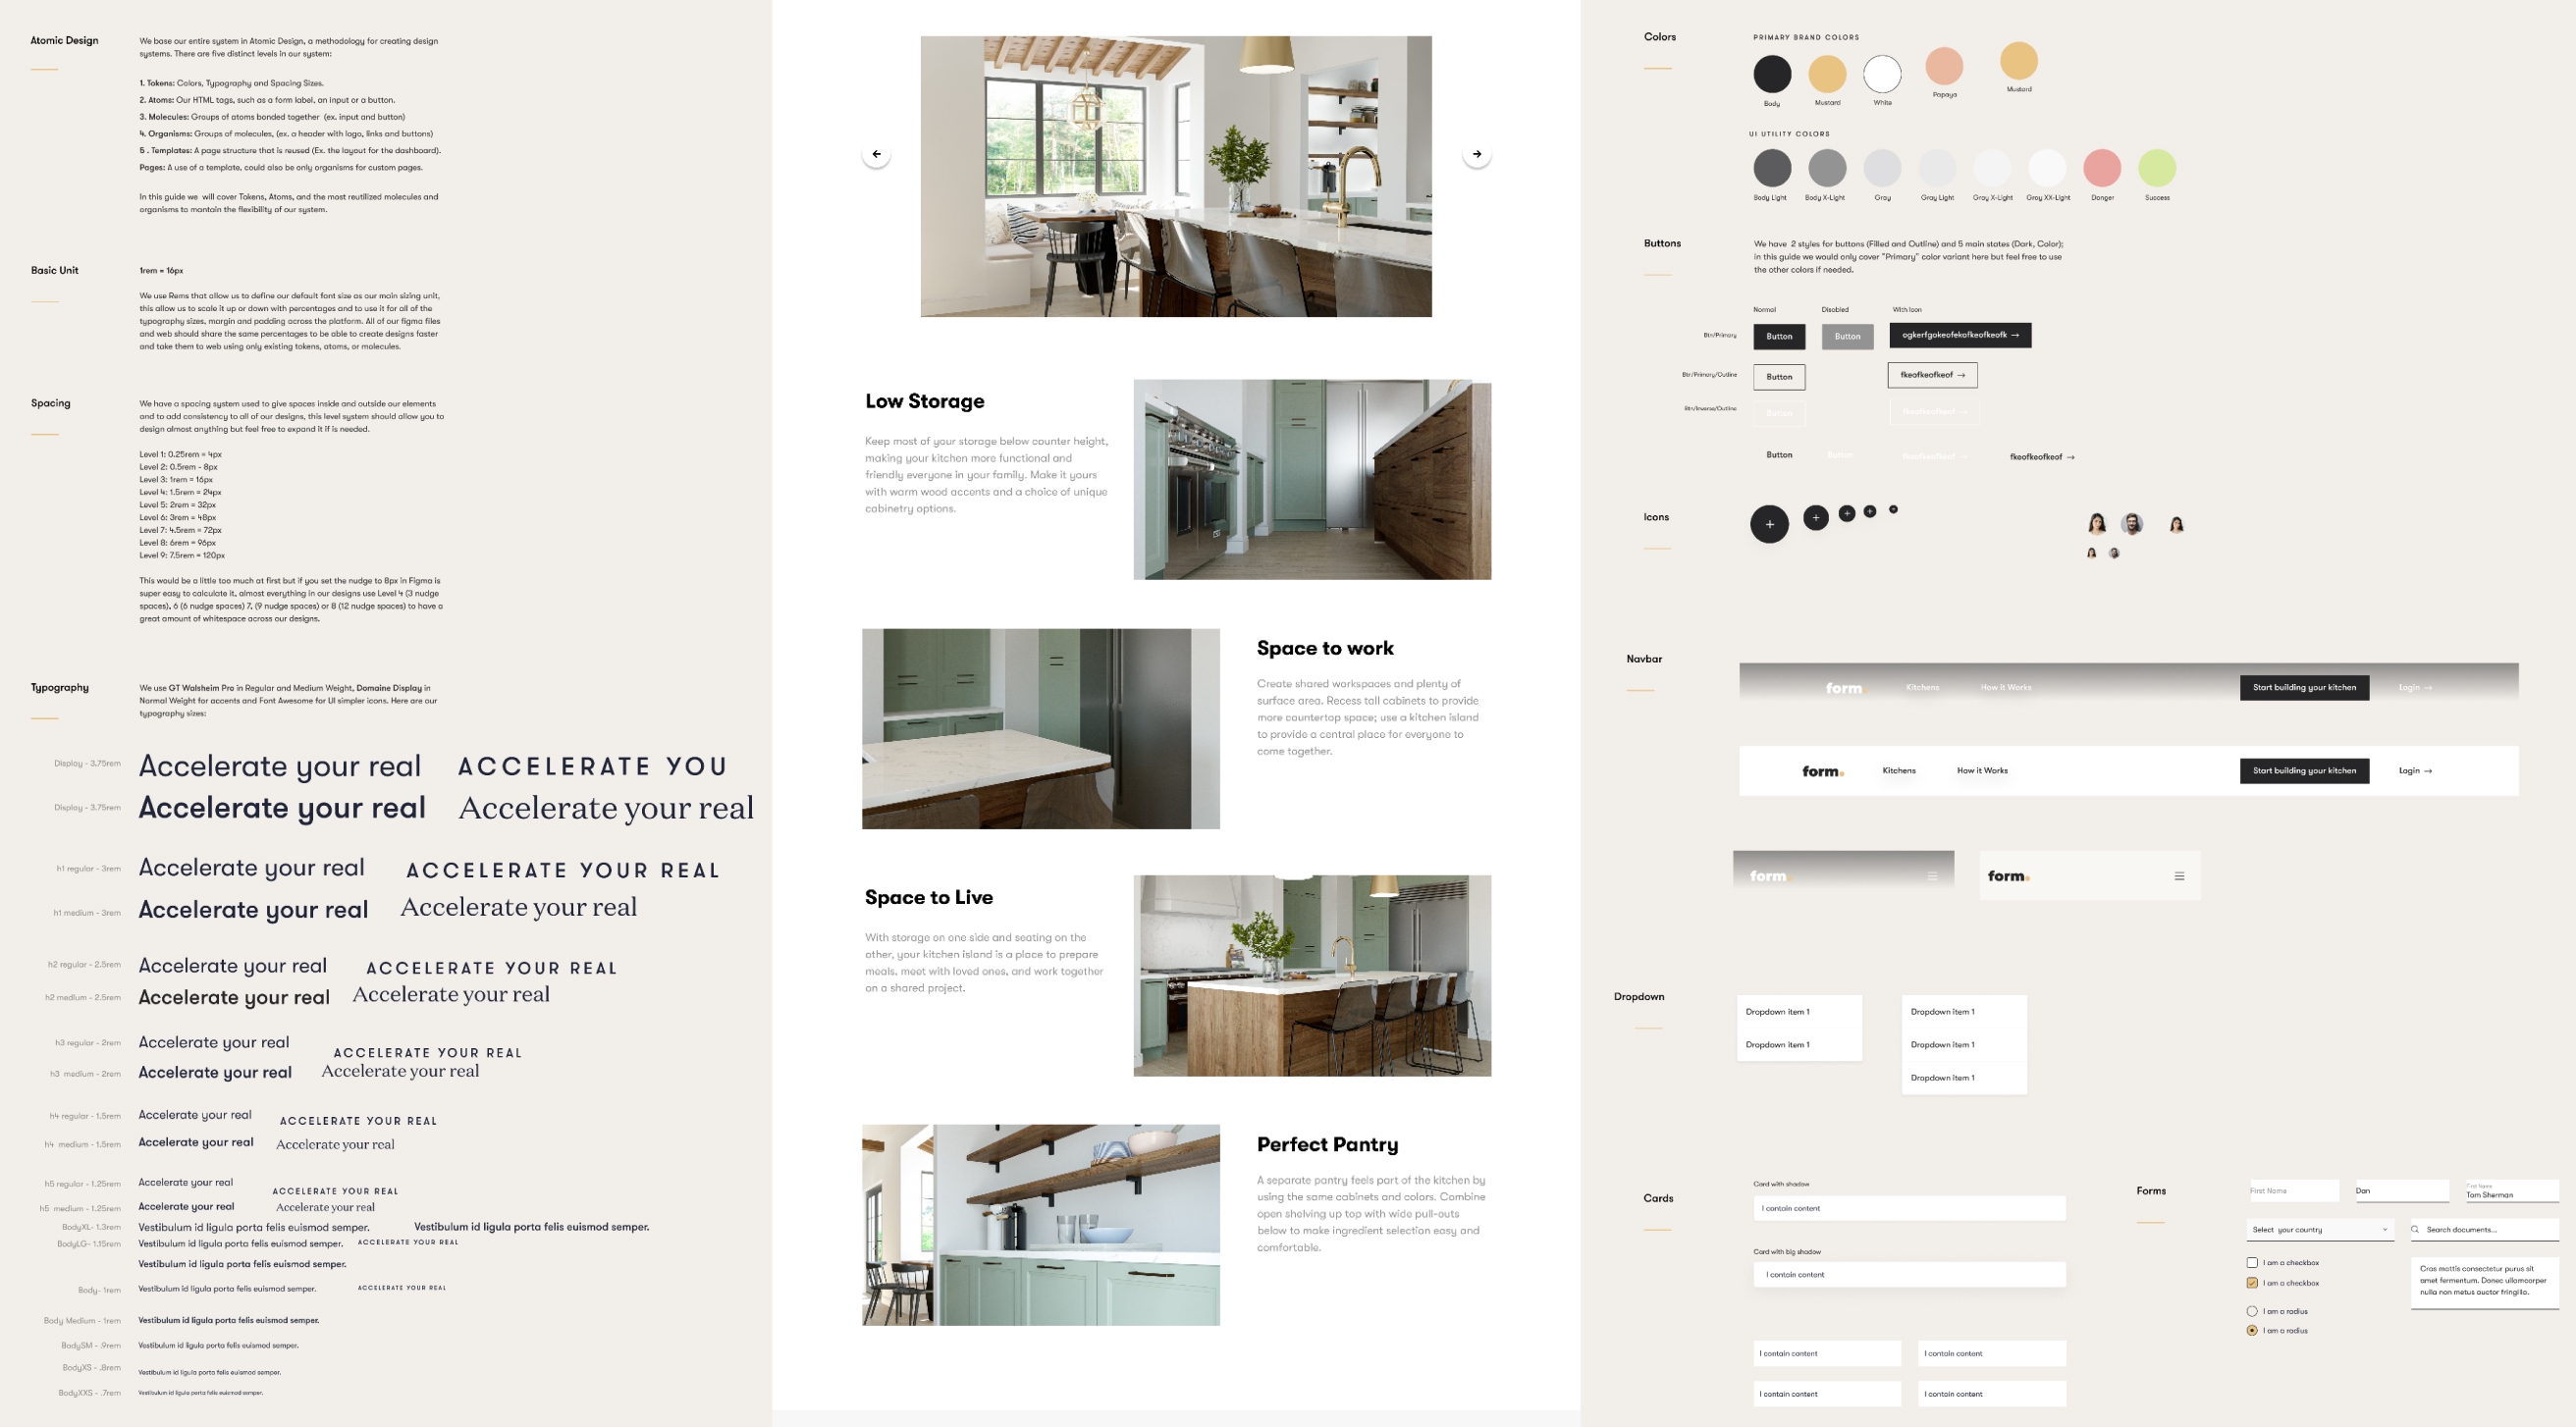 Atomic Design
We base our entire system in Atomic Design, a methodology for creating design
systems. There are five distinct levels in our system:
1. Tokens: Colors, Typography and Spacing Sizes.
2. Atoms: Our HTML tags, such as a form label, an input or a button.
3. Molecules: Groups of atoms bonded together (ex. input and button)
4. Organisms: Groups of molecules, (ex. a header with logo, links and buttons)
5 . Templates: A page structure that is reused (Ex. the layout for the dashboard).
Pages: A use of a template, could also be only organisms for custom pages.
In this guide we will cover Tokens, Atoms, and the most reutilized molecules and
organisms to mantain the flexibility of our system.
Basic Unit
1rem = 16px
We use Rems that allow us to define our default font size as our main sizing unit,
this allow us to scale it up or down with percentages and to use it for all of the
typography sizes, margin and padding across the platform. All of our figma files
and web should share the same percentages to be able to create designs faster
and take them to web using only existing tokens, atoms, or molecules.
Spacing
We have a spacing system used to give spaces inside and outside our elements
and to add consistency to all of our designs, this level system should allow you to
design almost anything but feel free to expand it if is needed.
Level 1: 0.25rem = 4px
Level 2: 0.5rem - 8px
Level 3: 1rem = 16px
Level 4: 1.5rem = 24px
Level 5: 2rem = 32px
Level 6: 3rem = 48px
Level 7: 4.5rem = 72px
Level 8: 6rem = 96px
Level 9: 7.5rem = 120px
This would be a little too much at first but if you set the nudge to 8px in Figma is
super easy to calculate it, almost everything in our designs use Level 4 (3 nudge
spaces), 6 (6 nudge spaces) 7, (9 nudge spaces) or 8 (12 nudge spaces) to have a
great amount of whitespace across our designs.
Typography
We use GT Walsheim Pro in Regular and Medium Weight, Domaine Display in
Normal Weight for accents and Font Awesome for UI simpler icons. Here are our
typography sizes:
Display - 3.75rem
Accelerate your real
ACCELERATE YOU
Display - 3.75rem
Accelerate your real
Accelerate your real
h1 regular - 3rem
Accelerate your real
ACCELERATE YOUR REAL
h1 medium - 3rem
Accelerate your real
Accelerate your real
h2 regular - 2.5rem
Accelerate your real
ACCELERATE YOUR REAL
h2 medium - 2.5rem
Accelerate your real
Accelerate your real
h3 regular - 2rem
Accelerate your real
ACCELERATE YOUR REAL
h3 medium - 2rem
Accelerate your real
Accelerate your real
h4 regular - 1.5rem
Accelerate your real
ACCELERATE YOUR REAL
h4 medium - 1.5rem
Accelerate your real
Accelerate your real
h5 regular - 1.25rem
Accelerate your real
ACCELERATE YOUR REAL
h5 medium - 1.25rem
Accelerate your real
Accelerate your real
BodyXL- 1.3rem
Vestibulum id ligula porta felis euismod semper.
Vestibulum id ligula porta felis euismod semper.
BodyLG- 1.15rem
Vestibulum id ligula porta felis euismod semper.
ACCELERATE YOUR REAL
Vestibulum id ligula porta felis euismod semper.
Body- 1rem
Vestibulum id ligula porta felis euismod semper.
ACCELERATE YOUR REAL
Body Medium - 1rem
Vestibulum id ligula porta felis euismod semper.
BodySM - .9rem
Vestibulum id ligula porta felis euismod semper.
BodyXS - .8rem
Vestibulum id ligula porta felis euismod semper.
BodyXXS - .7rem
Vestibulum id ligula porta felis euismod semper.
Low Storage
Keep most of your storage below counter height,
making your kitchen more functional and
friendly everyone in your family. Make it yours
with warm wood accents and a choice of unique
cabinetry options.
Space to work
Create shared workspaces and plenty of
surface area. Recess tall cabinets to provide
more countertop space; use a kitchen island
to provide a central place for everyone to
come together.
Space to Live
With storage on one side and seating on the
other, your kitchen island is a place to prepare
meals, meet with loved ones, and work together
on a shared project.
Perfect Pantry
A separate pantry feels part of the kitchen by
using the same cabinets and colors. Combine
open shelving up top with wide pull-outs
below to make ingredient selection easy and
comfortable.
Colors
PRIMARY BRAND COLORS
Body
Mustard
White
Papaya
Mustard
UI UTILITY COLORS
Body Light
Body X-Light
Gray
Gray Light
Gray X-Light
Gray XX-Light
Danger
Success
Buttons
We have 2 styles for buttons (Filled and Outline) and 5 main states (Dark, Color);
in this guide we would only cover "Primary" color variant here but feel free to use
the other colors if needed.
Normal
Disabled
With Icon
Btn/Primary
Button
Button
ogkerfgokeofekofkeofkeofk →
Btn/Primary/Outline
Button
fkeofkeofkeof →
Btn/Inverse/Outline
Button
fkeofkeofkeof →
Button
Button
fkeofkeofkeof →
fkeofkeofkeof →
Icons
Navbar
form.
Kitchens
How it Works
Start building your kitchen
Login →
form.
Kitchens
How it Works
Start building your kitchen
Login →
form.
form.
Dropdown
Dropdown item 1
Dropdown item 1
Dropdown item 1
Dropdown item 1
Dropdown item 1
Cards
Card with shadow
I contain content
Card with big shadow
I contain content
I contain content
I contain content
I contain content
I contain content
Forms
First Name
Dan
First Name
Tom Sherman
Select your country
Search documents...
I am a checkbox
I am a checkbox
I am a radius
I am a radius
Cras mattis consectetur purus sit
amet fermentum. Donec ullamcorper
nulla non metus auctor fringilla.